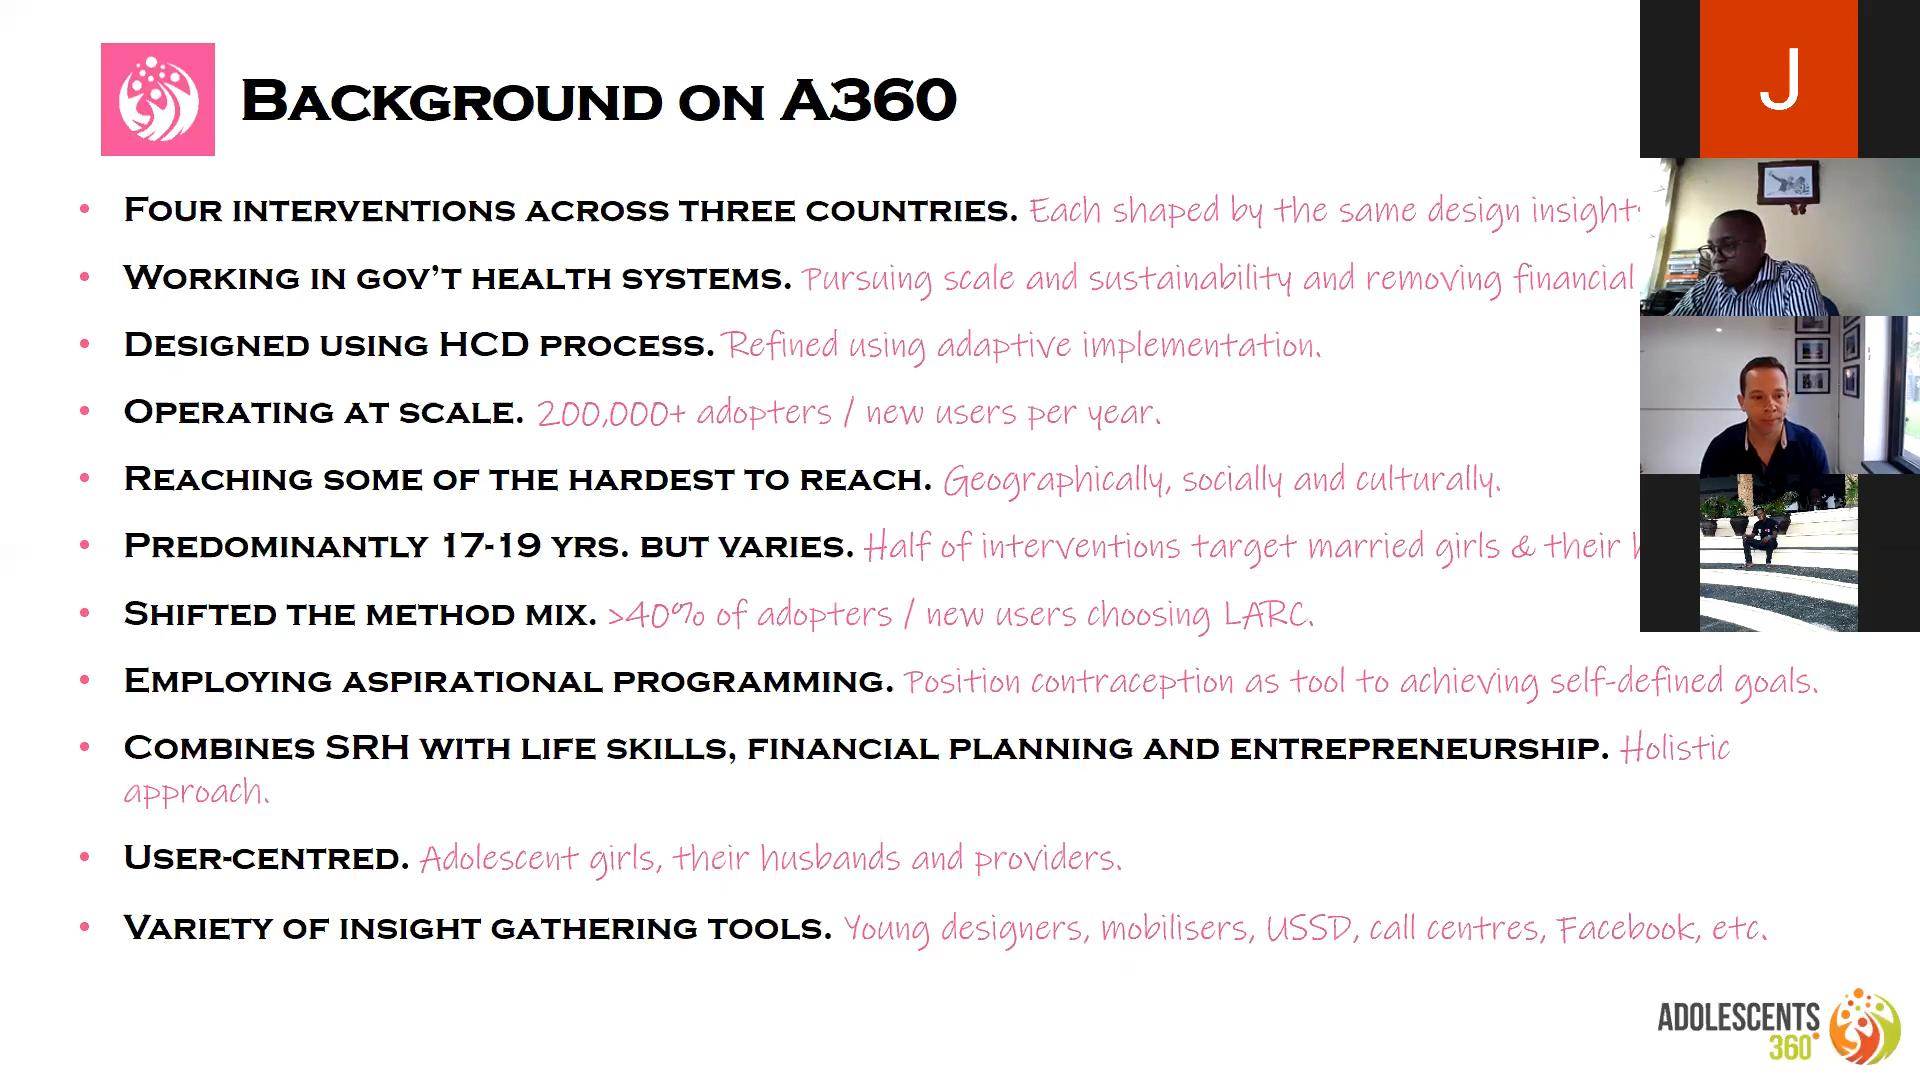 Background on A360
J
• Four interventions across three countries. Each shaped by the same design insights
• Working in gov't health systems. Pursuing scale and sustainability and removing financial
• Designed using HCD process. Refined using adaptive implementation.
• Operating at scale. 200,000+ adopters / new users per year.
• Reaching some of the hardest to reach. Geographically, socially and culturally.
• Predominantly 17-19 yrs. but varies. Half of interventions target married girls & their
• Shifted the method mix. >40% of adopters / new users choosing LARC.
• Employing aspirational programming. Position contraception as tool to achieving self-defined goals.
• Combines SRH with life skills, financial planning and entrepreneurship. Holistic
approach.
• User-centred. Adolescent girls, their husbands and providers.
• Variety of insight gathering tools. Young designers, mobilisers, USSD, call centres, Facebook, etc.
ADOLESCENTS
360°